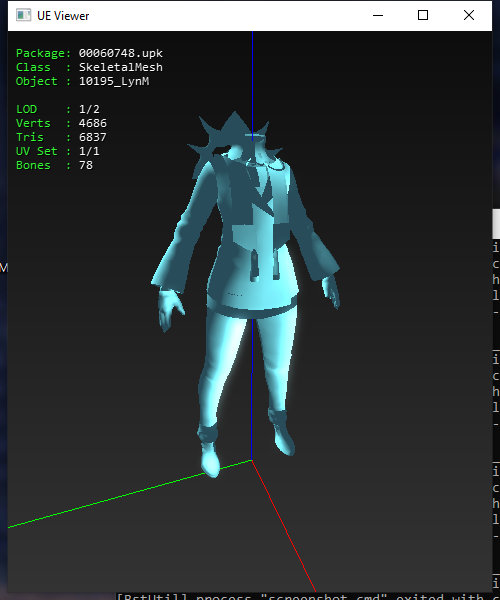 UE Viewer
Package: 00060748.upk
Class  : SkeletalMesh
Object : 10195_LynM
LOD    : 1/2
Verts  : 4686
Tris   : 6837
UV Set : 1/1
Bones  : 78
M
i
c
h
l
-
i
c
h
l
-
i
c
h
l
-
i
[RstUtil] process "screenshot.cmd" exited with c